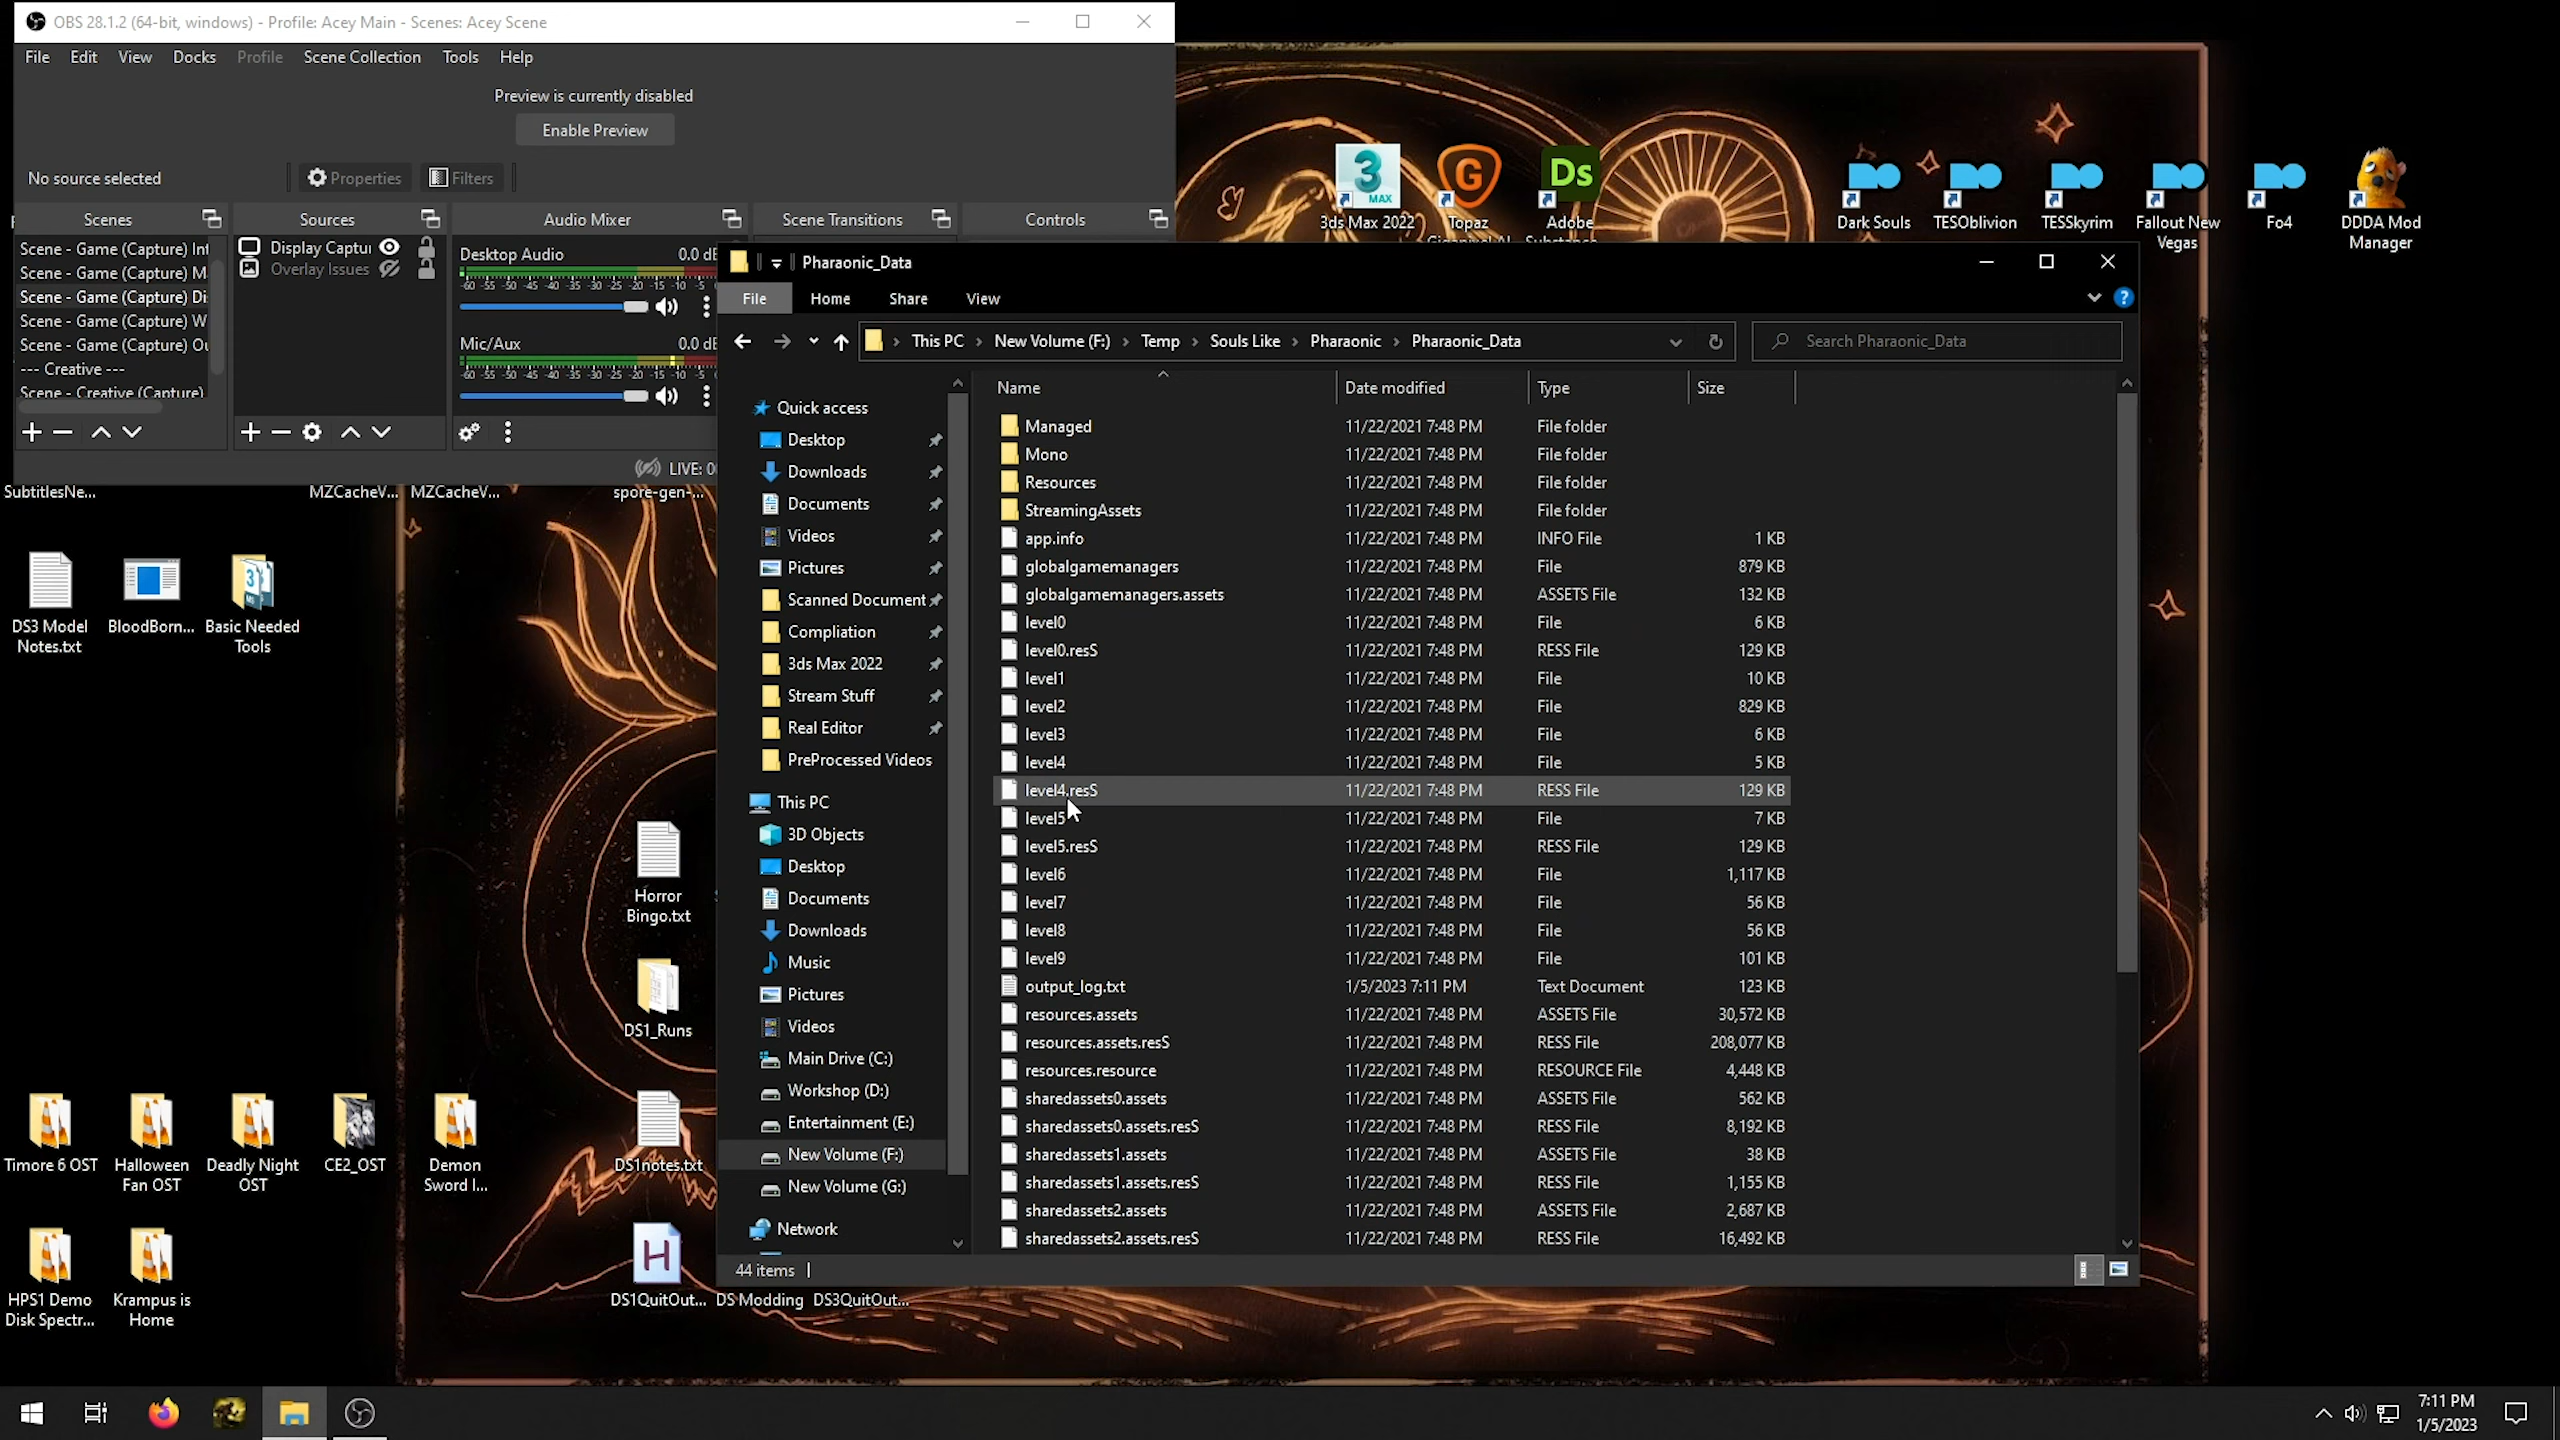 OBS 28.1.2 (64-bit, windows) - Profile: Acey Main - Scenes: Acey Scene
File Edit View Docks Profile Scene Collection Tools Help
Preview is currently disabled
Enable Preview
No source selected
Properties
Filters
Scenes
Scene - Game (Capture) Inf
Scene - Game (Capture) M
Scene - Game (Capture) Di
Scene - Game (Capture) W
Scene - Game (Capture) Ou
--- Creative ---
Scene - Creative (Capture)
Sources
Display Captu
Overlay Issues
Audio Mixer
Desktop Audio 0.0 dB
-60 -55 -50 -45 -40 -35 -30 -25 -20 -15 -10 -5
Mic/Aux 0.0 dB
-60 -55 -50 -45 -40 -35 -30 -25 -20 -15 -10 -5
Scene Transitions
Controls
LIVE: 0
3ds Max 2022
Topaz
Adobe
Dark Souls
TESOblivion
TESSkyrim
Fallout New
Vegas
Fo4
DDDA Mod
Manager
Pharaonic_Data
File Home Share View
This PC › New Volume (F:) › Temp › Souls Like › Pharaonic › Pharaonic_Data
Search Pharaonic_Data
Quick access
Desktop
Downloads
Documents
Videos
Pictures
Scanned Document
Compliation
3ds Max 2022
Stream Stuff
Real Editor
PreProcessed Videos
This PC
3D Objects
Desktop
Documents
Downloads
Music
Pictures
Videos
Main Drive (C:)
Workshop (D:)
Entertainment (E:)
New Volume (F:)
New Volume (G:)
Network
Name Date modified Type Size
Managed 11/22/2021 7:48 PM File folder
Mono 11/22/2021 7:48 PM File folder
Resources 11/22/2021 7:48 PM File folder
StreamingAssets 11/22/2021 7:48 PM File folder
app.info 11/22/2021 7:48 PM INFO File 1 KB
globalgamemanagers 11/22/2021 7:48 PM File 879 KB
globalgamemanagers.assets 11/22/2021 7:48 PM ASSETS File 132 KB
level0 11/22/2021 7:48 PM File 6 KB
level0.resS 11/22/2021 7:48 PM RESS File 129 KB
level1 11/22/2021 7:48 PM File 10 KB
level2 11/22/2021 7:48 PM File 829 KB
level3 11/22/2021 7:48 PM File 6 KB
level4 11/22/2021 7:48 PM File 5 KB
level4.resS 11/22/2021 7:48 PM RESS File 129 KB
level5 11/22/2021 7:48 PM File 7 KB
level5.resS 11/22/2021 7:48 PM RESS File 129 KB
level6 11/22/2021 7:48 PM File 1,117 KB
level7 11/22/2021 7:48 PM File 56 KB
level8 11/22/2021 7:48 PM File 56 KB
level9 11/22/2021 7:48 PM File 101 KB
output_log.txt 1/5/2023 7:11 PM Text Document 123 KB
resources.assets 11/22/2021 7:48 PM ASSETS File 30,572 KB
resources.assets.resS 11/22/2021 7:48 PM RESS File 208,077 KB
resources.resource 11/22/2021 7:48 PM RESOURCE File 4,448 KB
sharedassets0.assets 11/22/2021 7:48 PM ASSETS File 562 KB
sharedassets0.assets.resS 11/22/2021 7:48 PM RESS File 8,192 KB
sharedassets1.assets 11/22/2021 7:48 PM ASSETS File 38 KB
sharedassets1.assets.resS 11/22/2021 7:48 PM RESS File 1,155 KB
sharedassets2.assets 11/22/2021 7:48 PM ASSETS File 2,687 KB
sharedassets2.assets.resS 11/22/2021 7:48 PM RESS File 16,492 KB
44 items
SubtitlesNe...
MZCacheV...
MZCacheV...
spore-gen-...
DS3 Model
Notes.txt
BloodBorn...
Basic Needed
Tools
Horror
Bingo.txt
DS1_Runs
Timore 6 OST
Halloween
Fan OST
Deadly Night
OST
CE2_OST
Demon
Sword I...
DS1notes.txt
HPS1 Demo
Disk Spectr...
Krampus is
Home
DS1QuitOut...
DS Modding
DS3QuitOut...
7:11 PM
1/5/2023